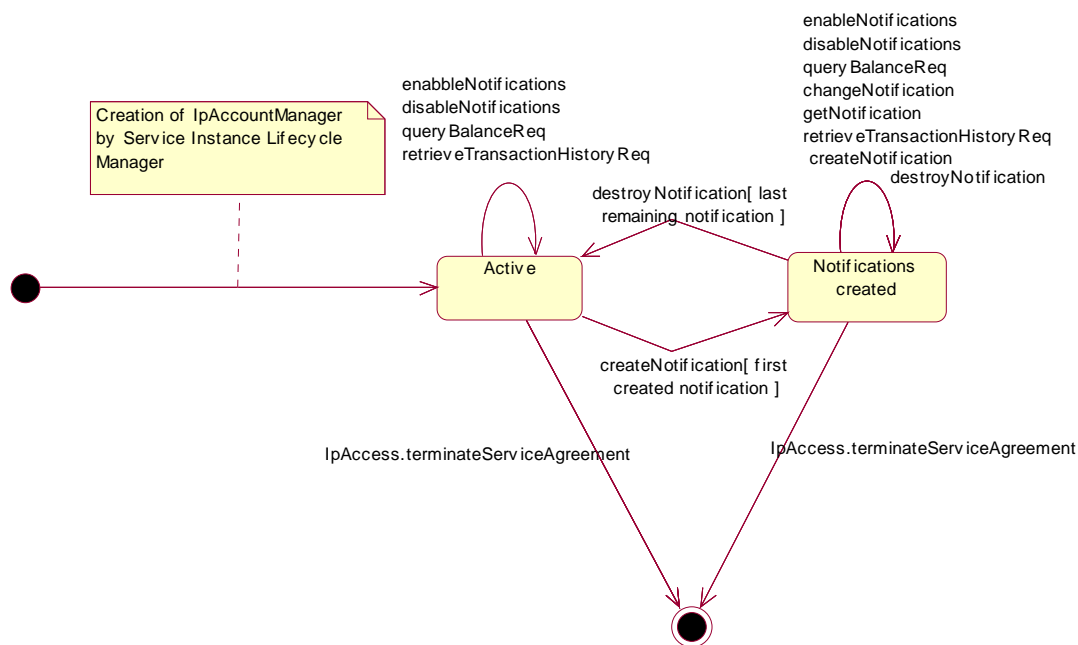 enableNotifications
disableNotifications
queryBalanceReq
changeNotification
getNotification
retrieveTransactionHistoryReq
createNotification
destroyNotification
enabbleNotifications
disableNotifications
queryBalanceReq
retrieveTransactionHistoryReq
Creation of IpAccountManager
by Service Instance Lifecycle
Manager
destroyNotification[ last
remaining notification ]
Active
Notifications
created
createNotification[ first
created notification ]
IpAccess.terminateServiceAgreement
IpAccess.terminateServiceAgreement